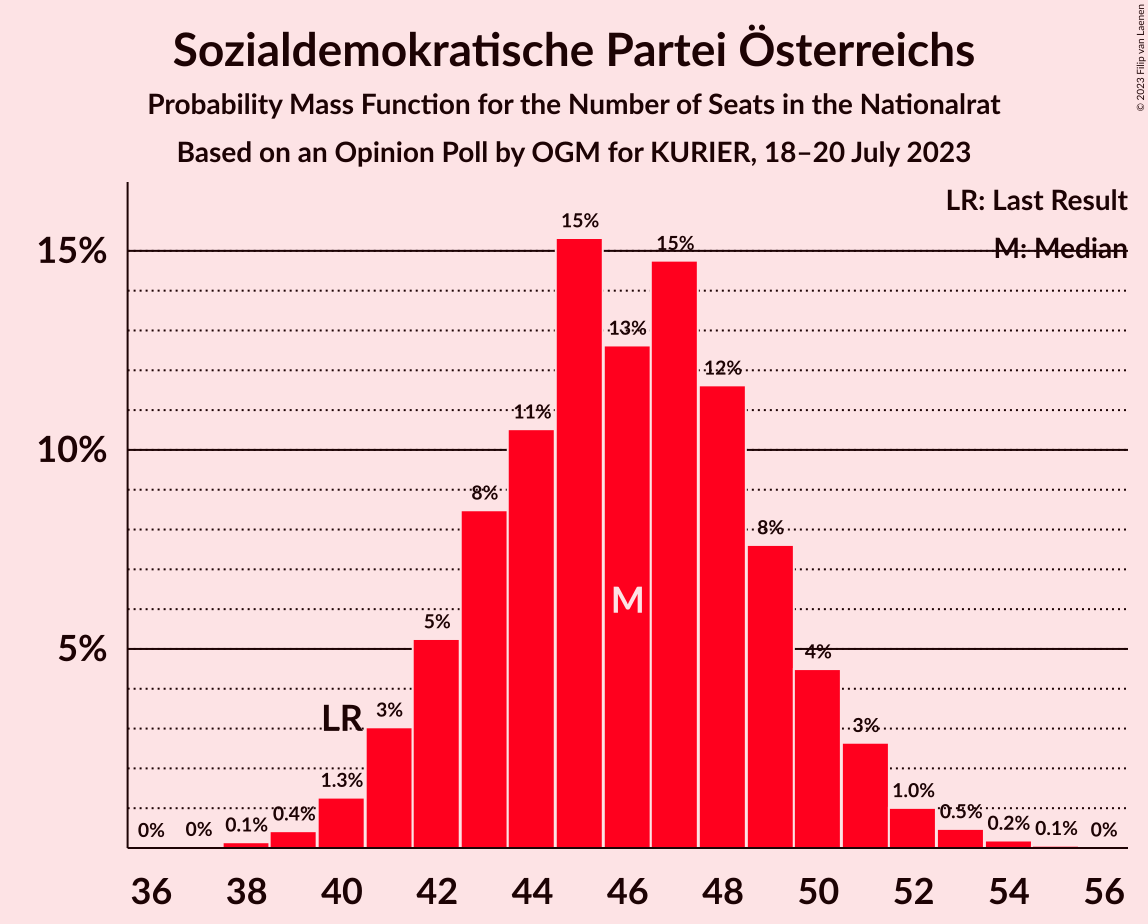 Sozialdemokratische Partei Österreichs
Probability Mass Function for the Number of Seats in the Nationalrat
Based on an Opinion Poll by OGM for KURIER, 18–20 July 2023
© 2023 Filip van Laenen
LR: Last Result
M: Median
15%
10%
5%
0%
0%
0.1%
0.4%
1.3%
LR
3%
5%
8%
11%
15%
13%
M
15%
12%
8%
4%
3%
1.0%
0.5%
0.2%
0.1%
0%
36 38 40 42 44 46 48 50 52 54 56